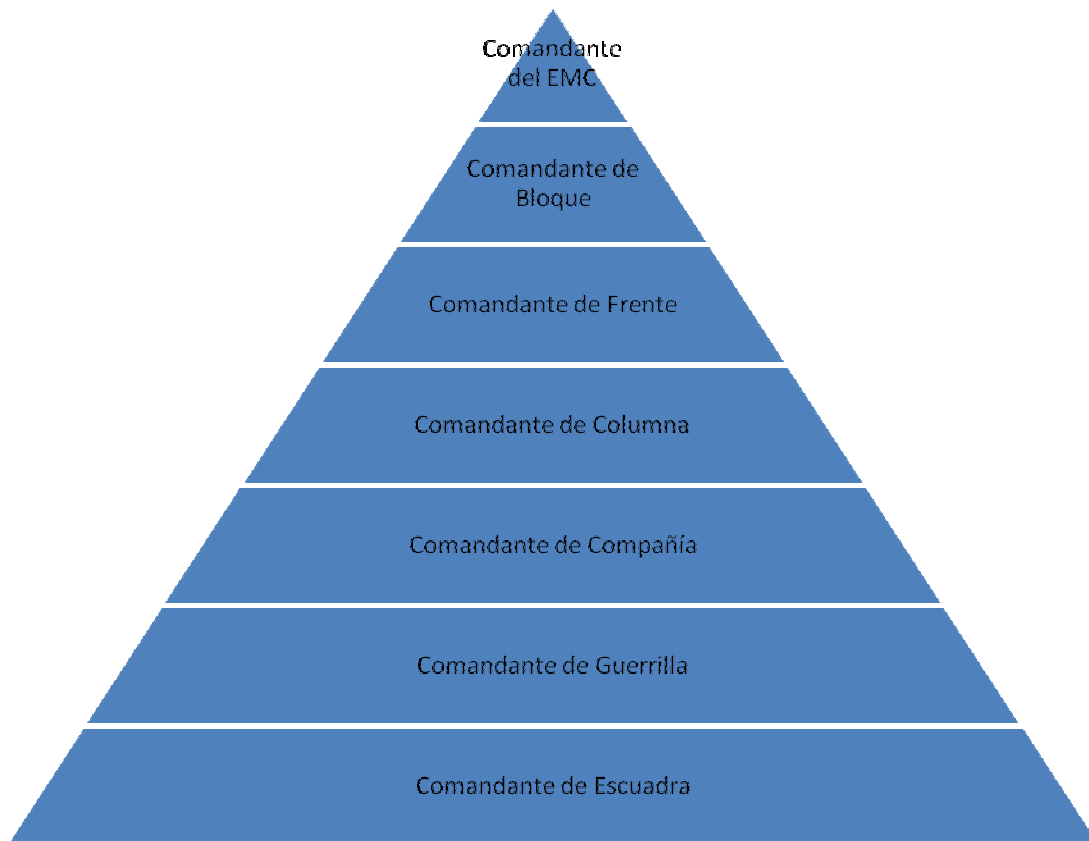 Comandante
del EMC
Comandante de
Bloque
Comandante de Frente
Comandante de Columna
Comandante de Compañía
Comandante de Guerrilla
Comandante de Escuadra